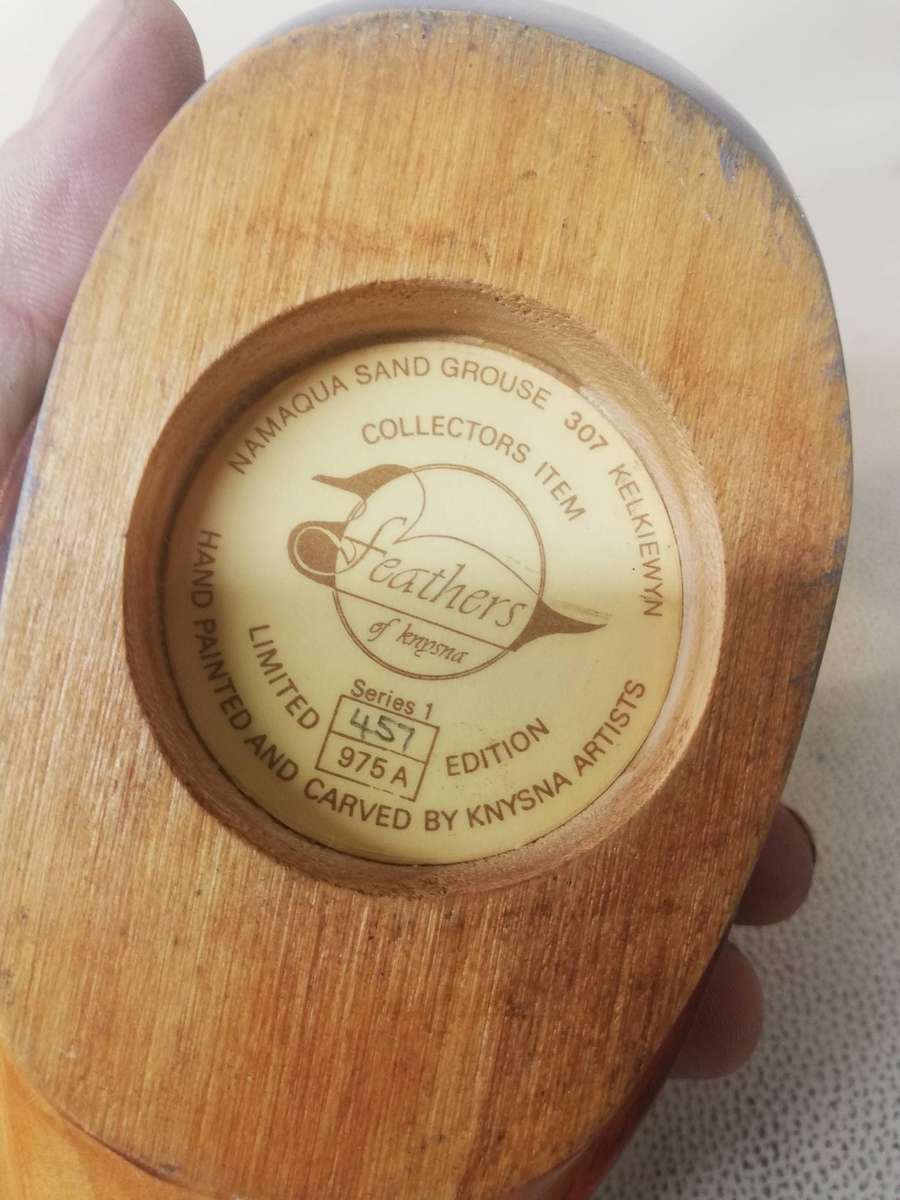 NAMAQUA SAND GROUSE 307 KELKIEWYN
COLLECTORS ITEM
feathers
of knysna
Series 1
LIMITED
457
975 A
EDITION
HAND PAINTED AND CARVED BY KNYSNA ARTISTS